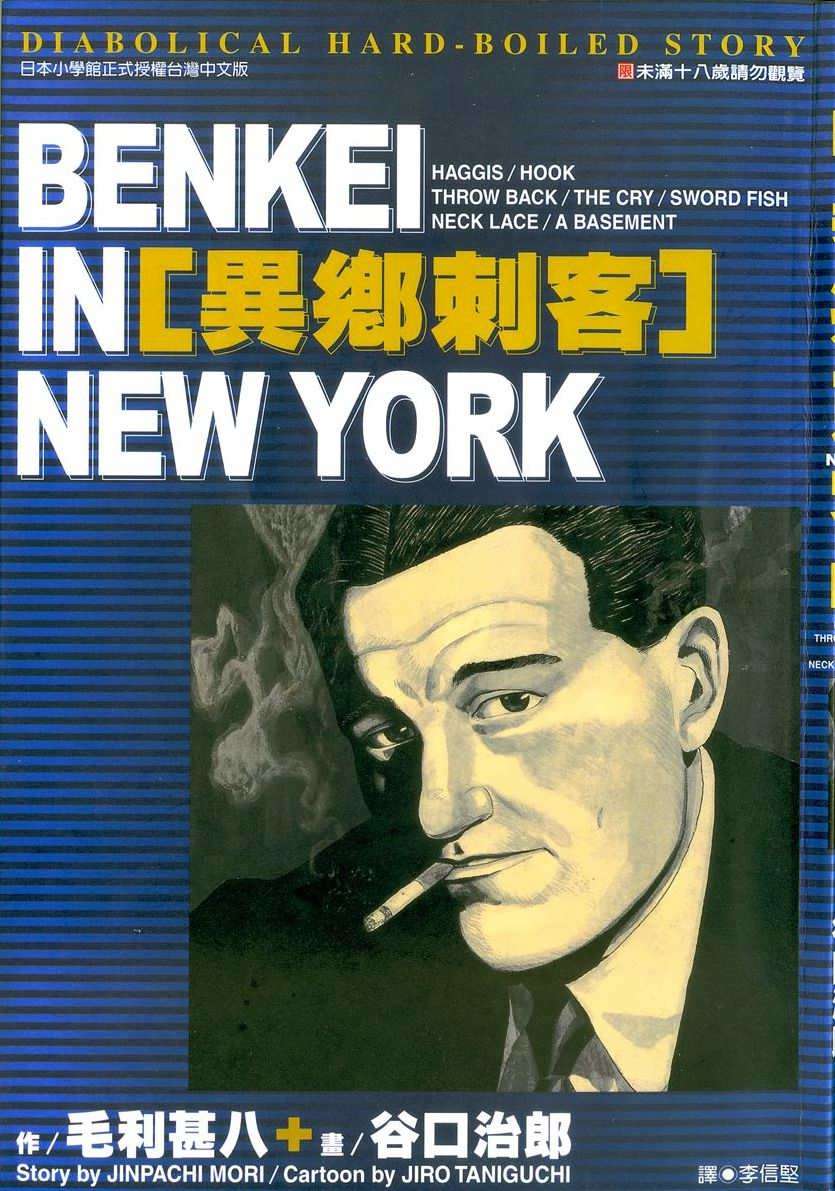 DIABOLICAL HARD-BOILED STORY
日本小學館正式授權台灣中文版
限未滿十八歲請勿觀覽
BENKEI
HAGGIS / HOOK
THROW BACK / THE CRY / SWORD FISH
NECK LACE / A BASEMENT
IN [異鄉刺客]
NEW YORK
THRO
NECK
作/毛利甚八+畫/谷口治郎
Story by JINPACHI MORI / Cartoon by JIRO TANIGUCHI
譯◉李信堅